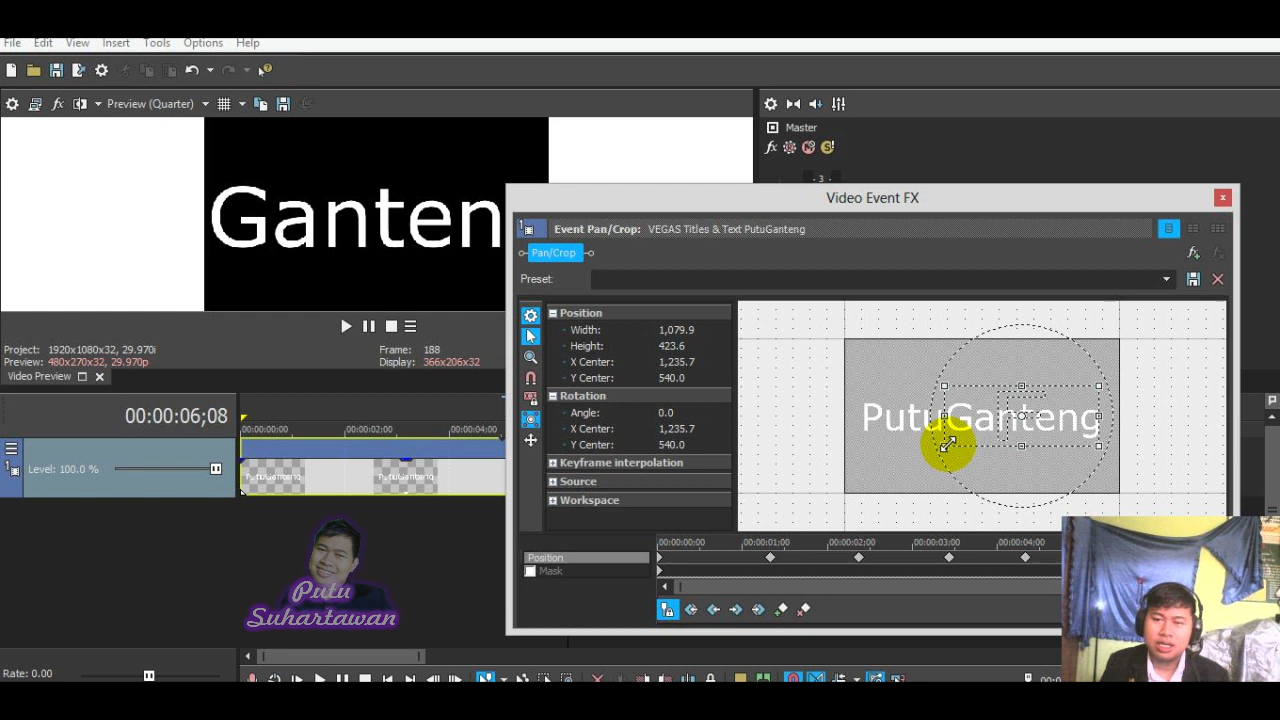 File Edit View Insert Tools Options Help
Preview (Quarter)
Master
- 3 -
Ganteng
Video Event FX
Event Pan/Crop: VEGAS Titles & Text PutuGanteng
Pan/Crop
Preset:
Position
Width: 1,079.9
Height: 423.6
X Center: 1,235.7
Y Center: 540.0
Rotation
Angle: 0.0
X Center: 1,235.7
Y Center: 540.0
Keyframe interpolation
Source
Workspace
PutuGanteng
00:00:00;00 00:00:01;00 00:00:02;00 00:00:03;00 00:00:04;00
Position
Mask
Project: 1920x1080x32, 29.970i
Preview: 480x270x32, 29.970p
Frame: 188
Display: 366x206x32
Video Preview
00:00:06;08
00:00:00;00 00:00:02;00 00:00:04;00
Level: 100.0 %
PutuGanteng PutuGanteng
Putu
Suhartawan
Rate: 0.00